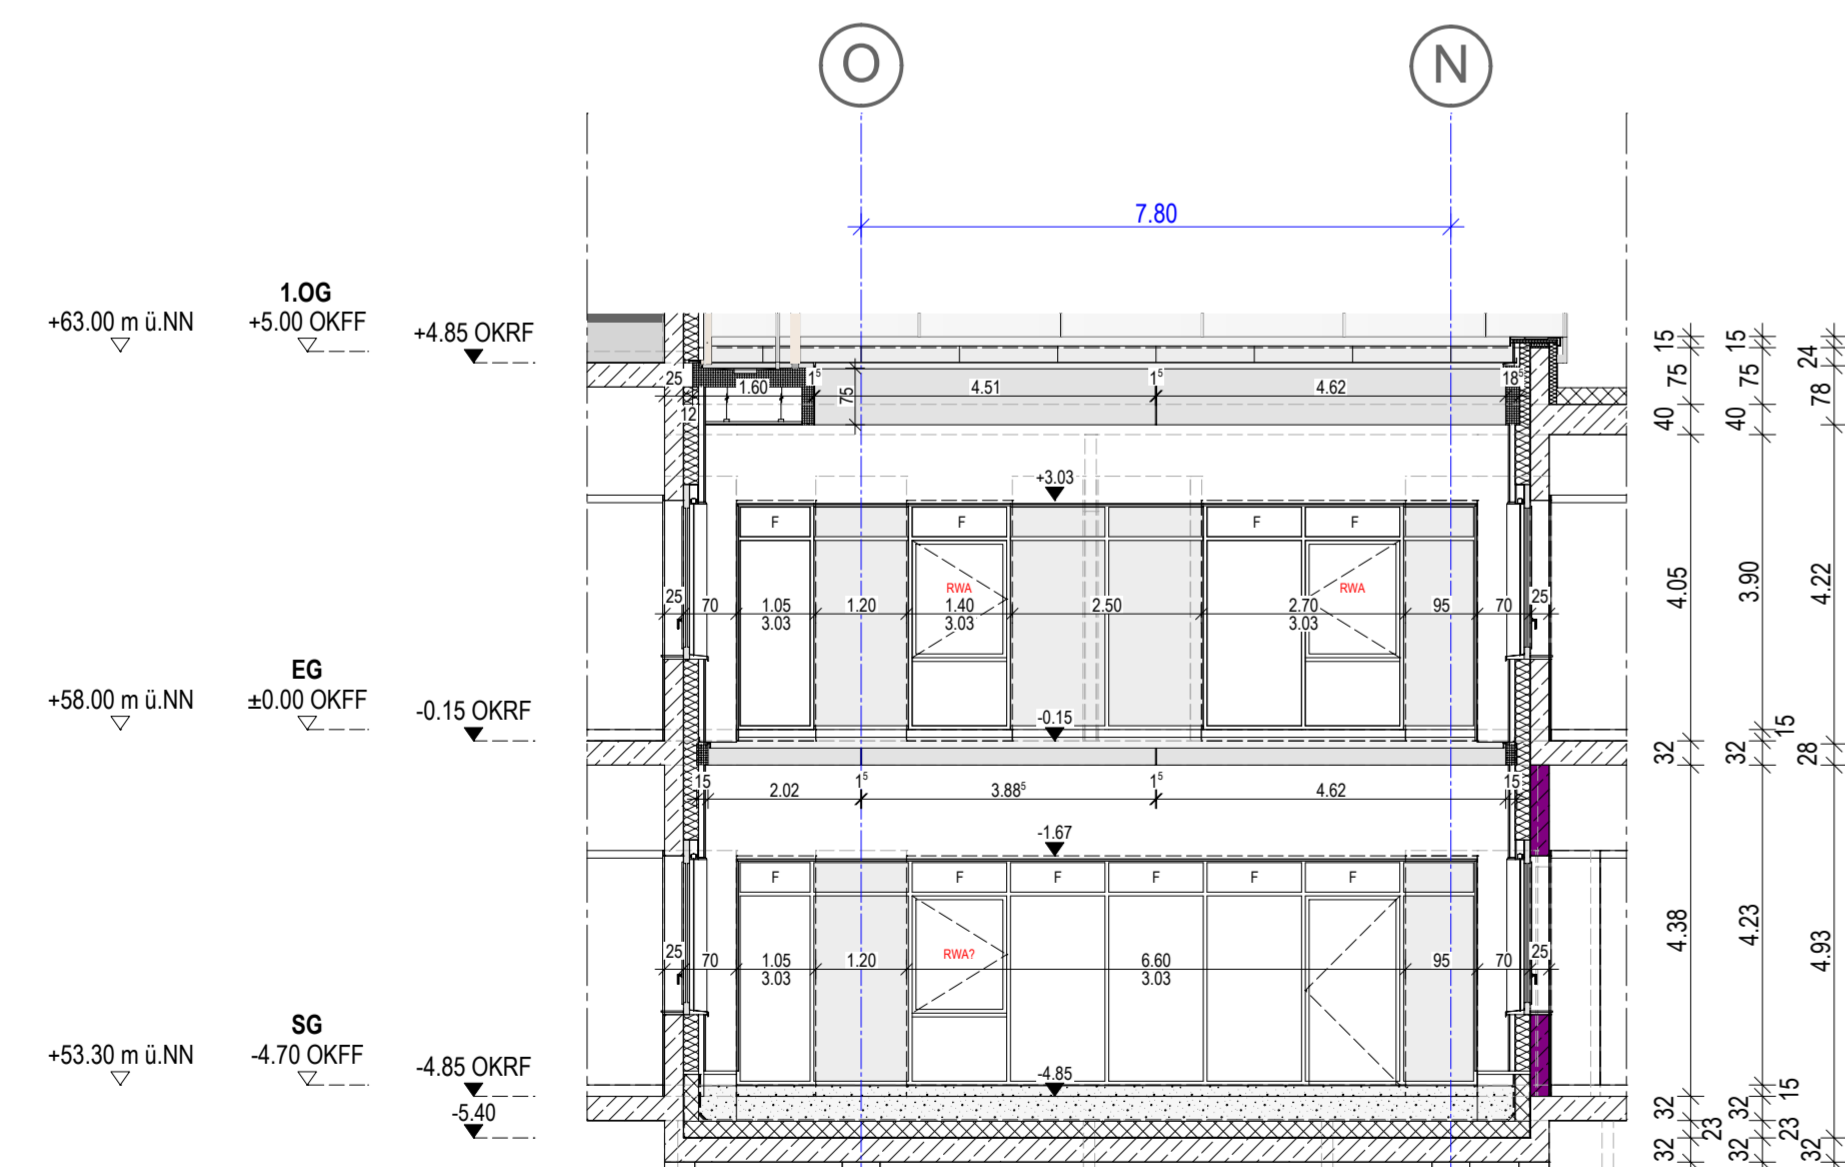 O
N
7.80
1.OG
+63.00 m ü.NN
+5.00 OKFF
+4.85 OKRF
25
1.60
1⁵
75
4.51
1⁵
4.62
18⁵
12
+3.03
F
F
F
F
RWA
RWA
25
70
1.05
3.03
1.20
1.40
3.03
2.50
2.70
3.03
95
70
25
EG
+58.00 m ü.NN
±0.00 OKFF
-0.15 OKRF
-0.15
15
2.02
1⁵
3.88⁵
1⁵
4.62
15
-1.67
F
F
F
F
F
F
RWA?
25
70
1.05
3.03
1.20
6.60
3.03
95
70
25
SG
+53.30 m ü.NN
-4.70 OKFF
-4.85 OKRF
-4.85
-5.40
15
75
40
4.05
32
4.38
32
23
32
15
75
40
3.90
15
32
4.23
15
32
23
32
24
78
4.22
28
4.93
32